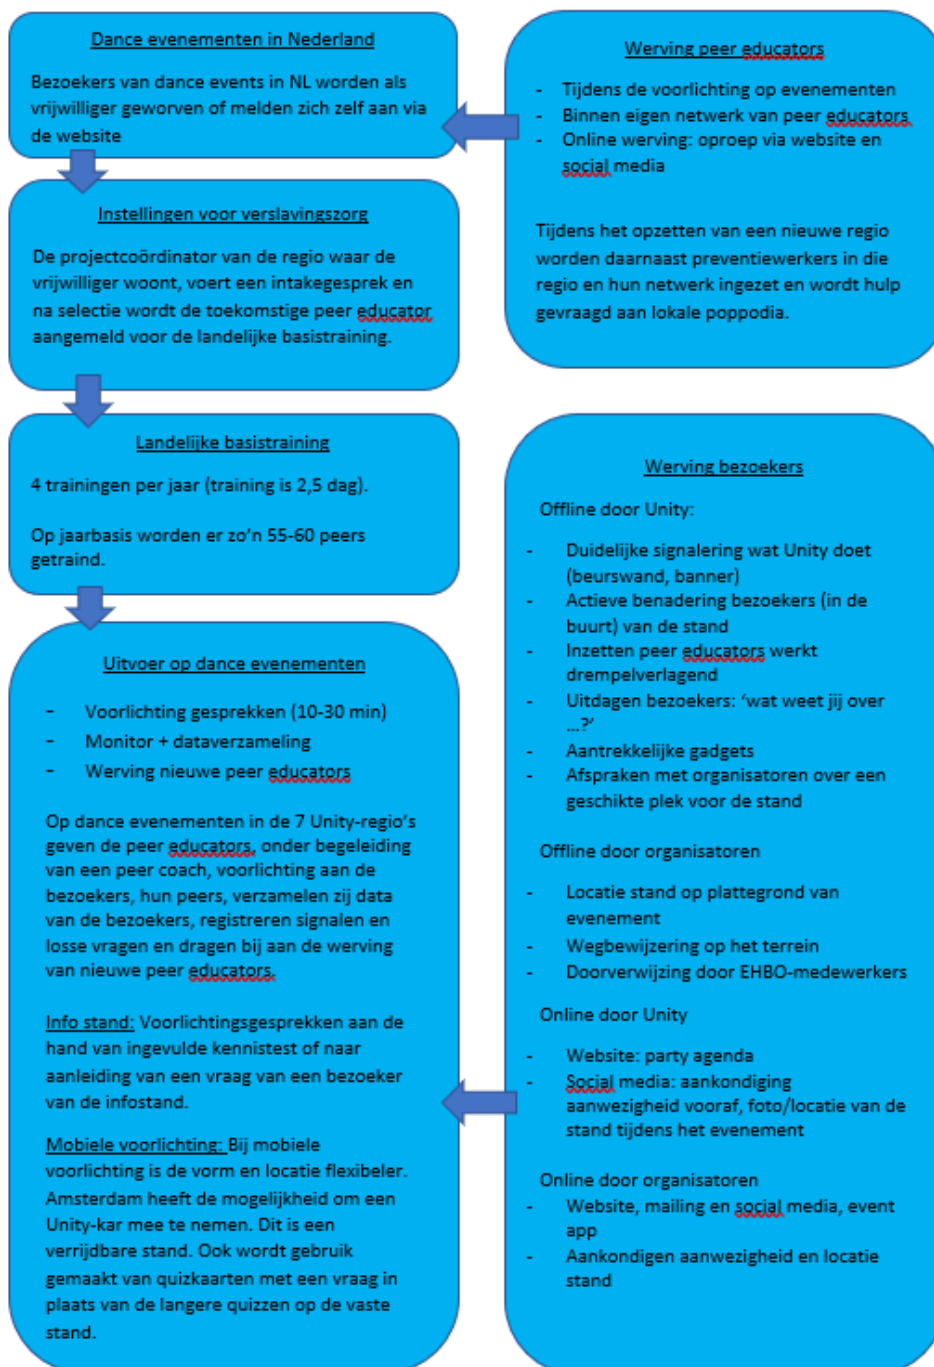 Dance evenementen in Nederland
Bezoekers van dance events in NL worden als
vrijwilliger geworven of melden zich zelf aan via
de website
Instellingen voor verslavingszorg
De projectcoördinator van de regio waar de
vrijwilliger woont, voert een intakegesprek en
na selectie wordt de toekomstige peer educator
aangemeld voor de landelijke basistraining.
Landelijke basistraining
4 trainingen per jaar (training is 2,5 dag).
Op jaarbasis worden er zo’n 55-60 peers
getraind.
Uitvoer op dance evenementen
- Voorlichting gesprekken (10-30 min)
- Monitor + dataverzameling
- Werving nieuwe peer educators
Op dance evenementen in de 7 Unity-regio’s
geven de peer educators, onder begeleiding
van een peer coach, voorlichting aan de
bezoekers, hun peers, verzamelen zij data
van de bezoekers, registreren signalen en
losse vragen en dragen bij aan de werving
van nieuwe peer educators.
Info stand: Voorlichtingsgesprekken aan de
hand van ingevulde kennistest of naar
aanleiding van een vraag van een bezoeker
van de infostand.
Mobiele voorlichting: Bij mobiele
voorlichting is de vorm en locatie flexibeler.
Amsterdam heeft de mogelijkheid om een
Unity-kar mee te nemen. Dit is een
verrijdbare stand. Ook wordt gebruik
gemaakt van quizkaarten met een vraag in
plaats van de langere quizzen op de vaste
stand.
Werving peer educators
- Tijdens de voorlichting op evenementen
- Binnen eigen netwerk van peer educators
- Online werving: oproep via website en
social media
Tijdens het opzetten van een nieuwe regio
worden daarnaast preventiewerkers in die
regio en hun netwerk ingezet en wordt hulp
gevraagd aan lokale poppodia.
Werving bezoekers
Offline door Unity:
- Duidelijke signalering wat Unity doet
(beurswand, banner)
- Actieve benadering bezoekers (in de
buurt) van de stand
- Inzetten peer educators werkt
drempelverlagend
- Uitdagen bezoekers: ‘wat weet jij over
…?’
- Aantrekkelijke gadgets
- Afspraken met organisatoren over een
geschikte plek voor de stand
Offline door organisatoren
- Locatie stand op plattegrond van
evenement
- Wegbewijzering op het terrein
- Doorverwijzing door EHBO-medewerkers
Online door Unity
- Website: party agenda
- Social media: aankondiging
aanwezigheid vooraf, foto/locatie van de
stand tijdens het evenement
Online door organisatoren
- Website, mailing en social media, event
app
- Aankondigen aanwezigheid en locatie
stand